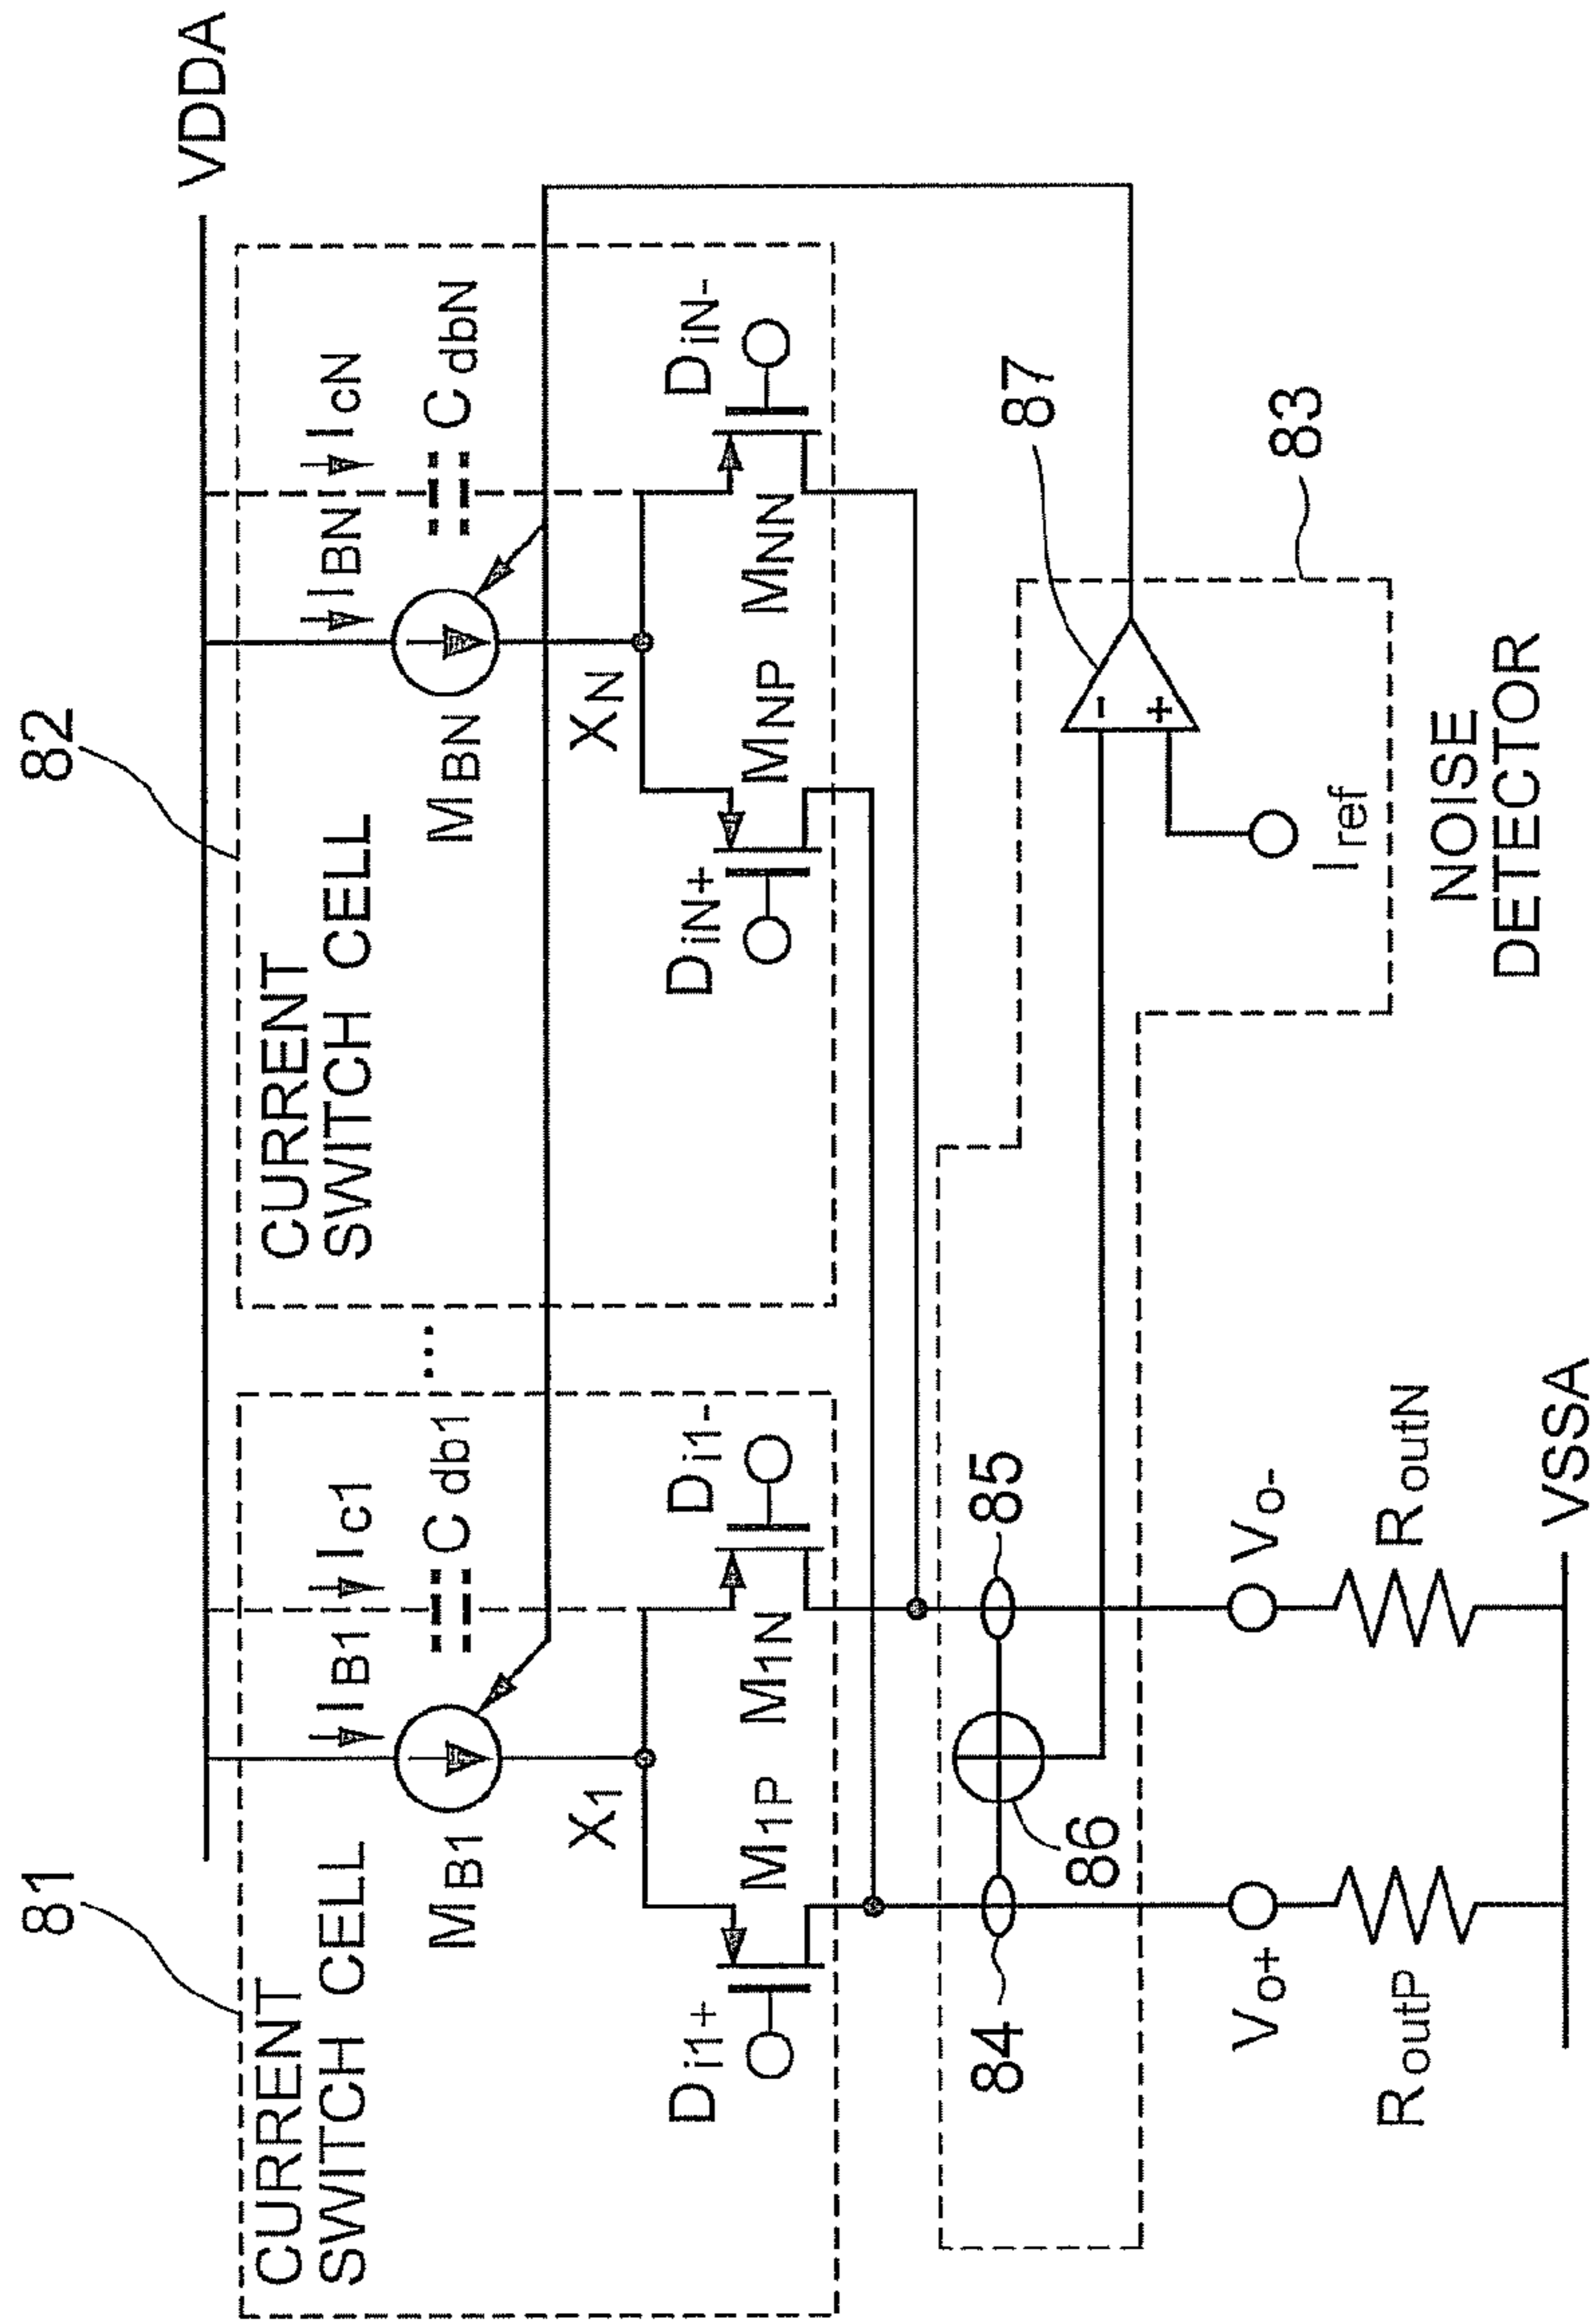 81
82
VDDA
CURRENT
SWITCH CELL
IB1
Ic1
MB1
Cdb1
X1
Di1+
M1P
M1N
Di1-
...
CURRENT
SWITCH CELL
IBN
IcN
MBN
CdbN
XN
DiN+
MNP
MNN
DiN-
84
86
85
87
-
+
Iref
83
NOISE
DETECTOR
Vo+
Vo-
RoutP
RoutN
VSSA